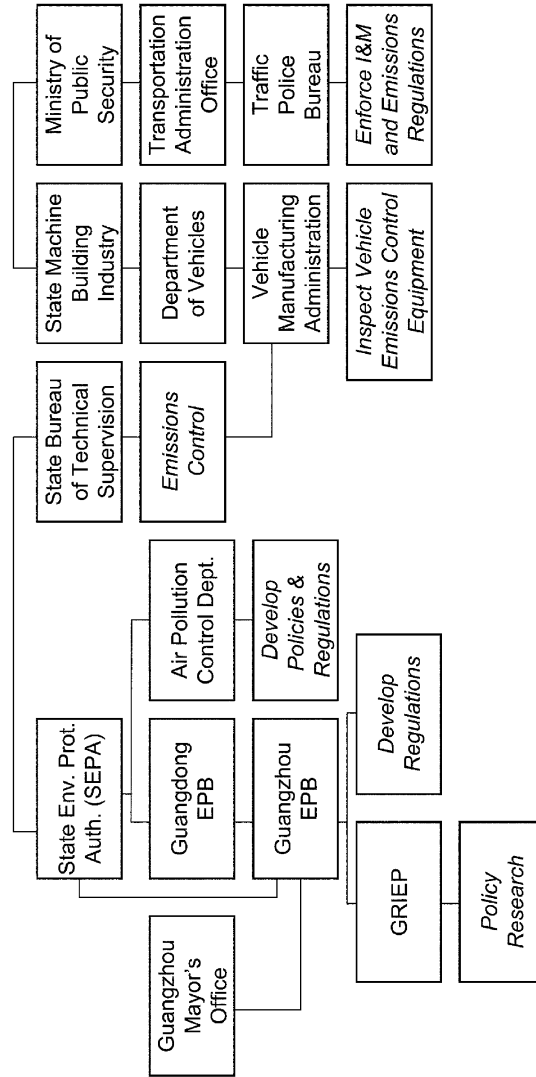 State Env. Prot.
Auth. (SEPA)
State Bureau
of Technical
Supervision
State Machine
Building
Industry
Ministry of
Public
Security
Guangzhou
Mayor's
Office
Guangdong
EPB
Air Pollution
Control Dept.
Emissions
Control
Department
of Vehicles
Transportation
Administration
Office
Guangzhou
EPB
Develop
Policies &
Regulations
Vehicle
Manufacturing
Administration
Traffic
Police
Bureau
GRIEP
Develop
Regulations
Inspect Vehicle
Emissions Control
Equipment
Enforce I&M
and Emissions
Regulations
Policy
Research